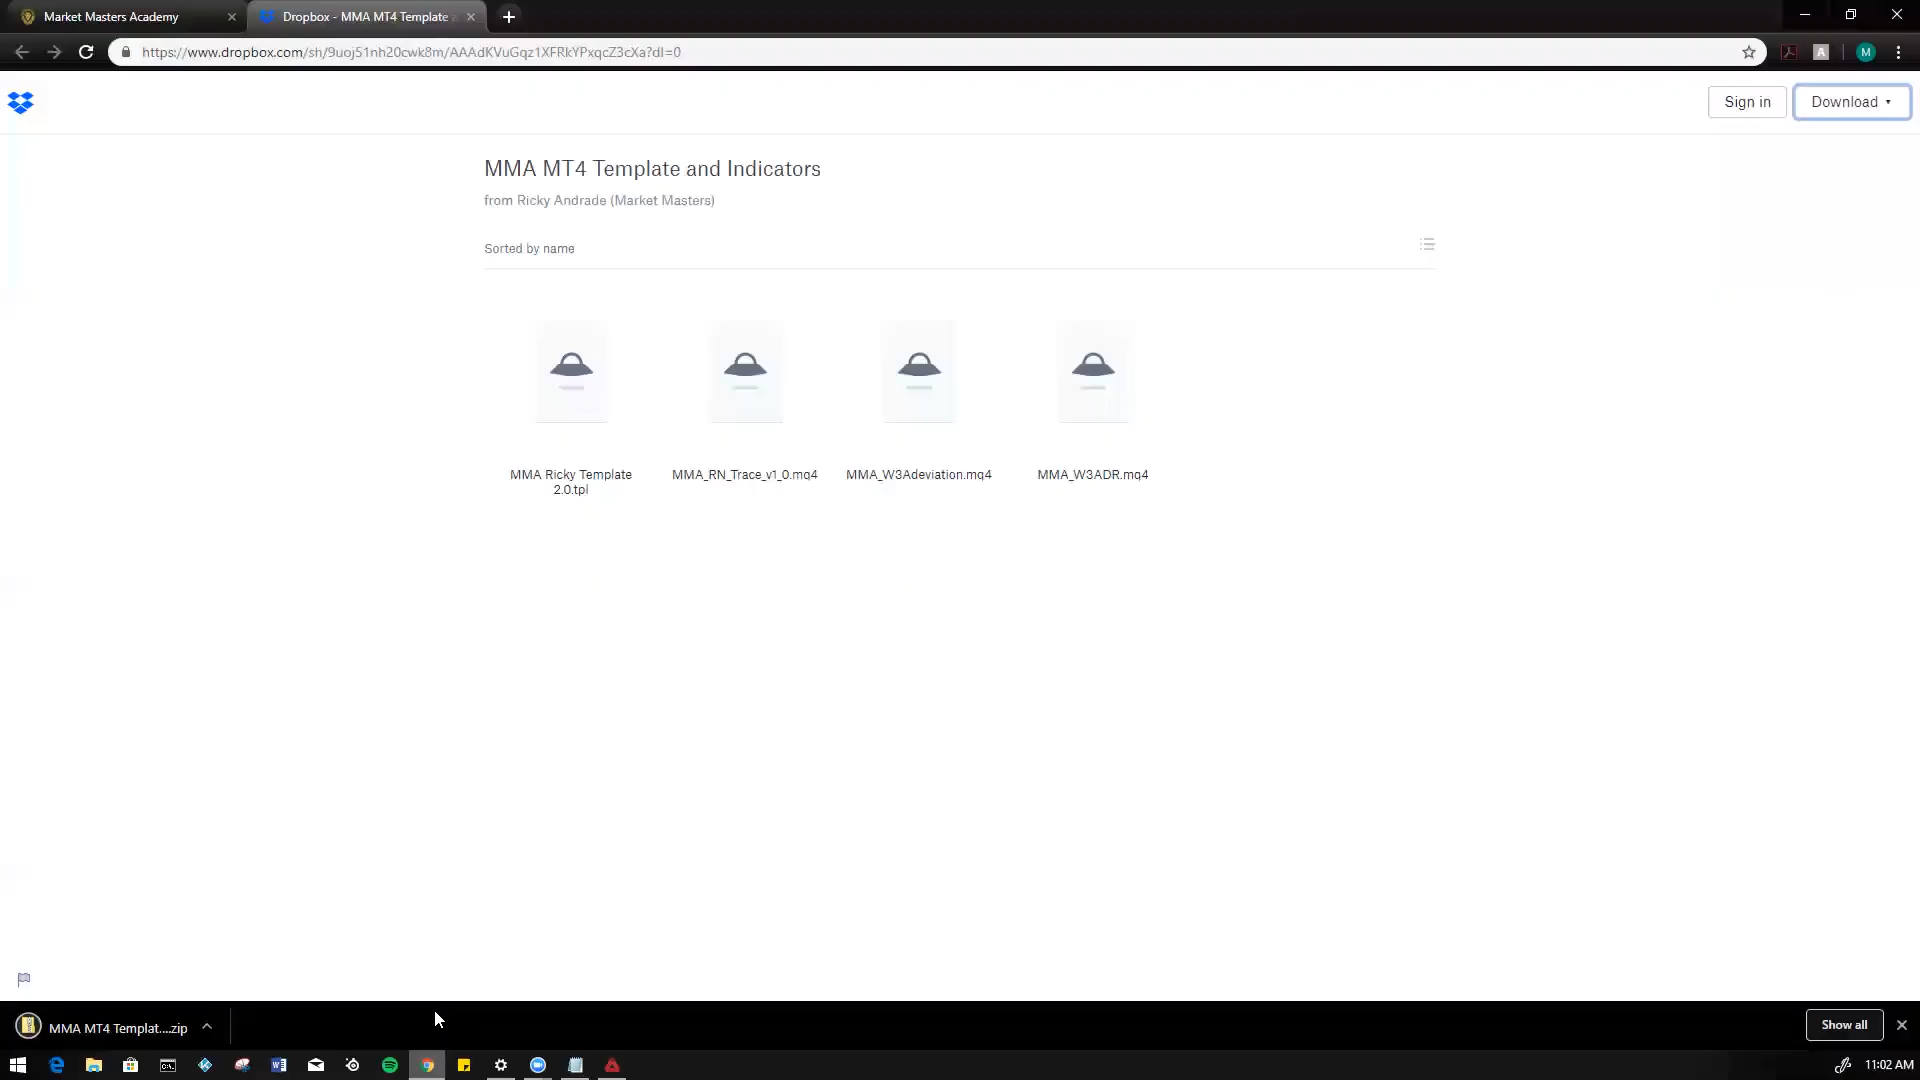 Market Masters Academy
Dropbox - MMA MT4 Template
https://www.dropbox.com/sh/9uoj51nh20cwk8m/AAAdKVuGqz1XFRkYPxqcZ3cXa?dl=0
A
M
Sign in
Download
MMA MT4 Template and Indicators
from Ricky Andrade (Market Masters)
Sorted by name
MMA Ricky Template
2.0.tpl
MMA_RN_Trace_v1_0.mq4
MMA_W3Adeviation.mq4
MMA_W3ADR.mq4
MMA MT4 Templat....zip
Show all
11:02 AM